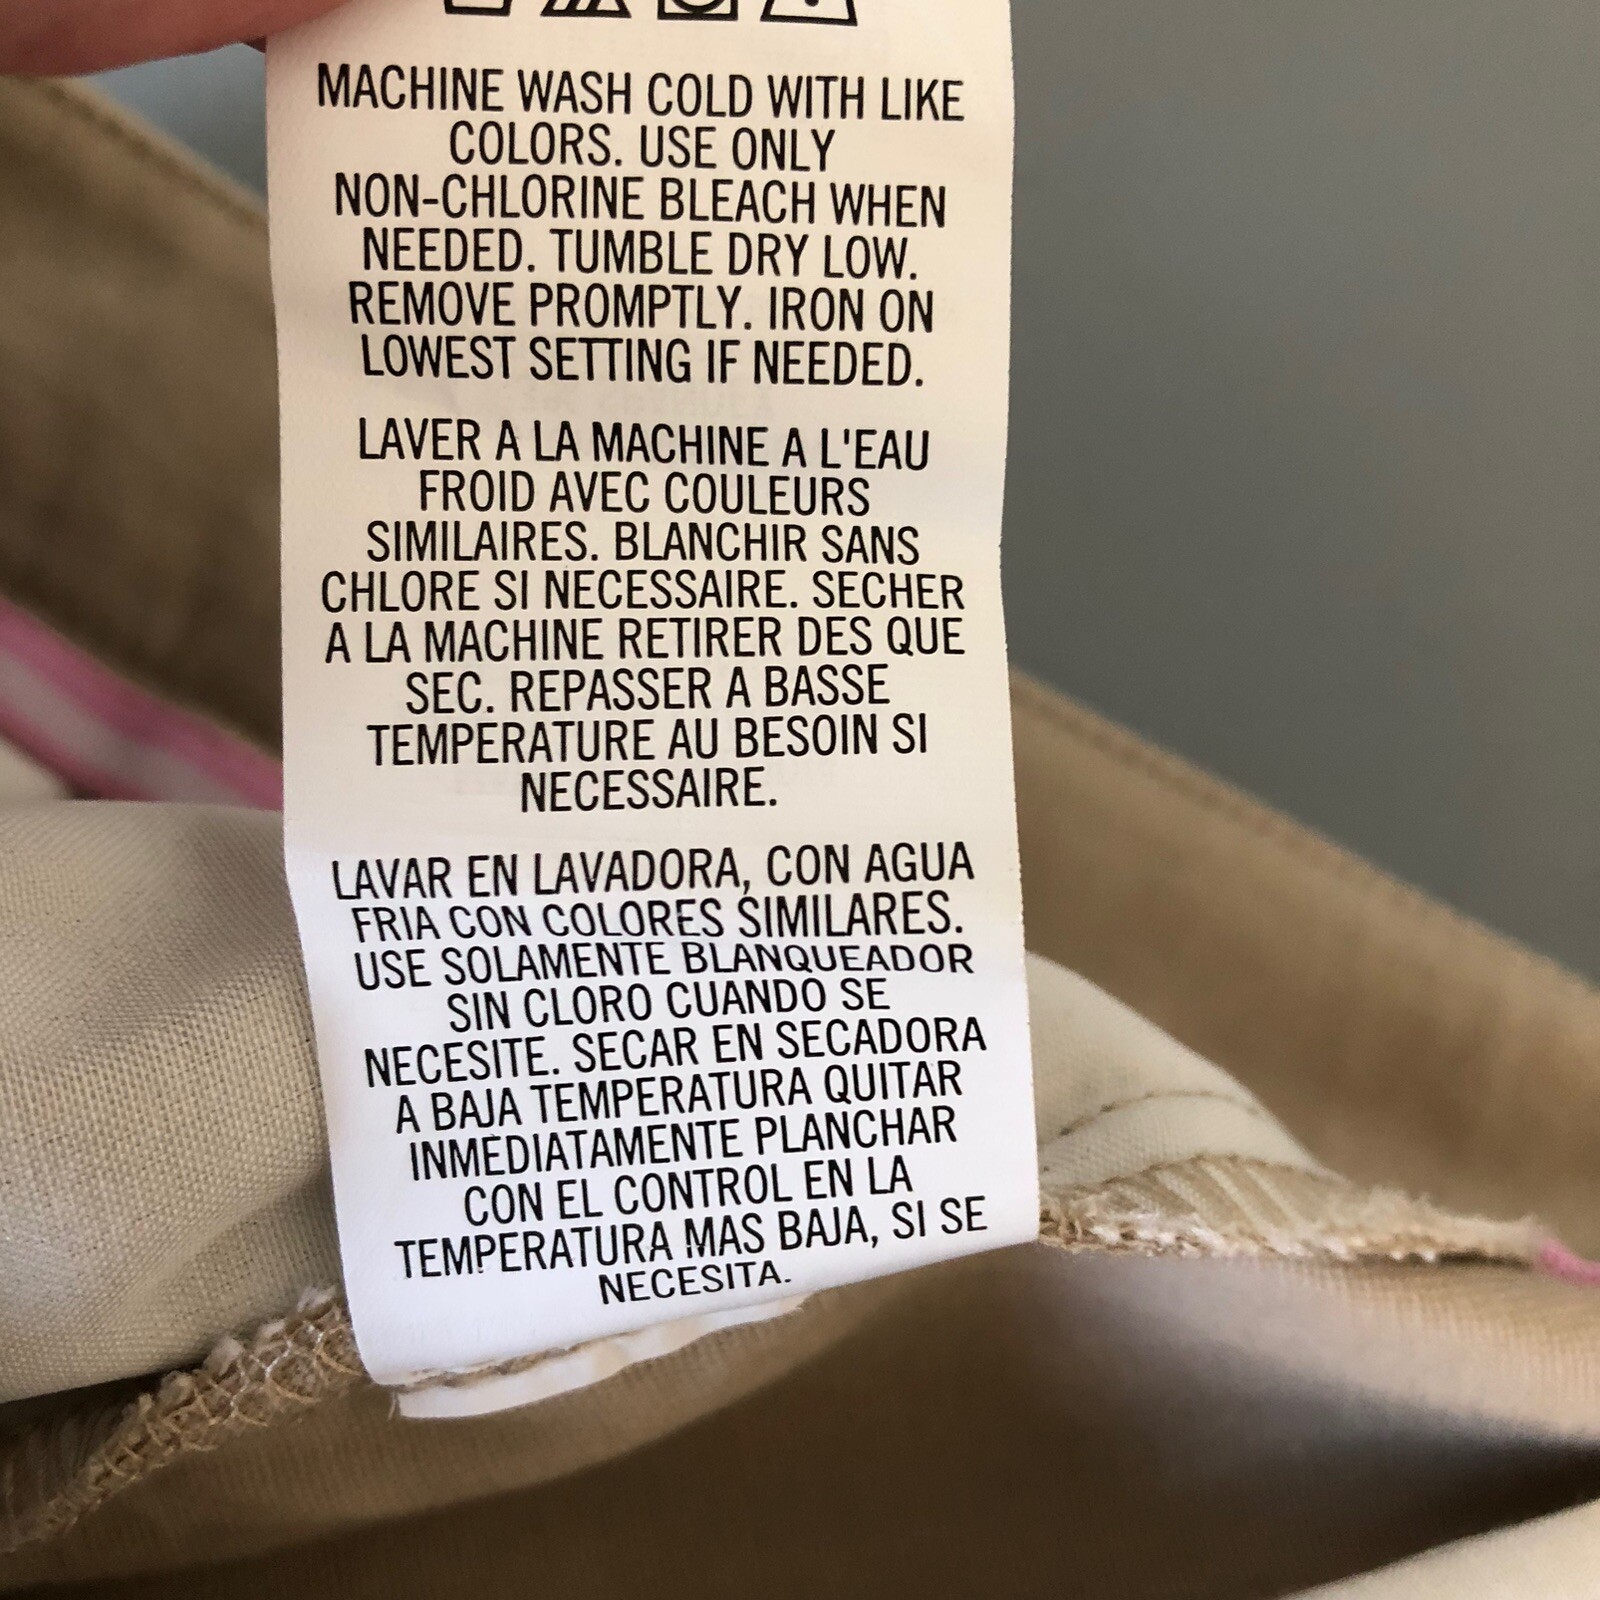 MACHINE WASH COLD WITH LIKE
COLORS. USE ONLY
NON-CHLORINE BLEACH WHEN
NEEDED. TUMBLE DRY LOW.
REMOVE PROMPTLY. IRON ON
LOWEST SETTING IF NEEDED.
LAVER A LA MACHINE A L'EAU
FROID AVEC COULEURS
SIMILAIRES. BLANCHIR SANS
CHLORE SI NECESSAIRE. SECHER
A LA MACHINE RETIRER DES QUE
SEC. REPASSER A BASSE
TEMPERATURE AU BESOIN SI
NECESSAIRE.
LAVAR EN LAVADORA, CON AGUA
FRIA CON COLORES SIMILARES.
USE SOLAMENTE BLANQUEADOR
SIN CLORO CUANDO SE
NECESITE. SECAR EN SECADORA
A BAJA TEMPERATURA QUITAR
INMEDIATAMENTE PLANCHAR
CON EL CONTROL EN LA
TEMPERATURA MAS BAJA, SI SE
NECESITA.